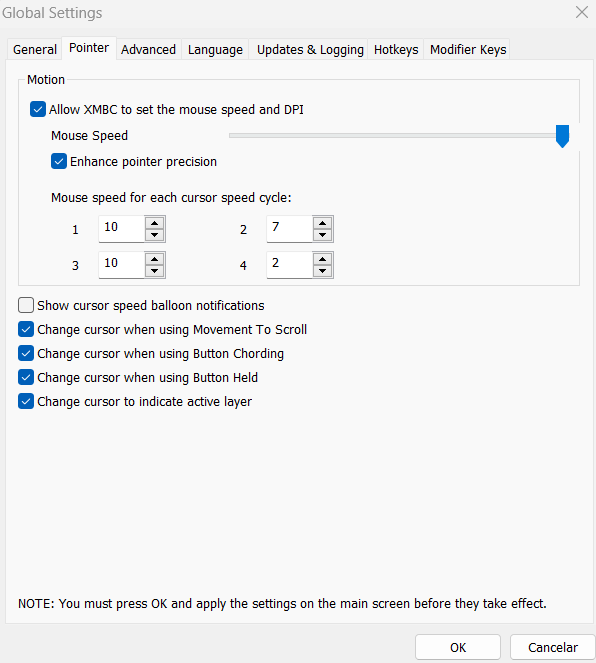 Global Settings
General Pointer Advanced Language Updates & Logging Hotkeys Modifier Keys
Motion
Allow XMBC to set the mouse speed and DPI
Mouse Speed
Enhance pointer precision
Mouse speed for each cursor speed cycle:
1 10 2 7
3 10 4 2
Show cursor speed balloon notifications
Change cursor when using Movement To Scroll
Change cursor when using Button Chording
Change cursor when using Button Held
Change cursor to indicate active layer
NOTE: You must press OK and apply the settings on the main screen before they take effect.
OK Cancelar